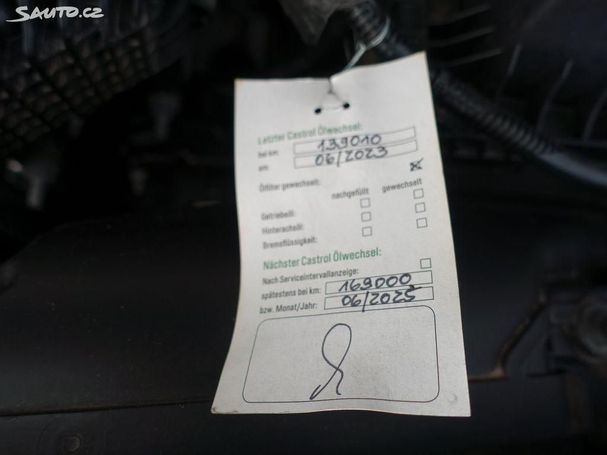 SAUTO.CZ
Letzter Castrol Ölwechsel:
bei km: 139010
am: 06/2023
Ölfilter gewechselt:
nachgefüllt gewechselt
Getriebeöl:
Hinterachsöl:
Bremsflüssigkeit:
Nächster Castrol Ölwechsel:
Nach Serviceintervallanzeige:
spätestens bei km: 169000
bzw. Monat/Jahr: 06/2025